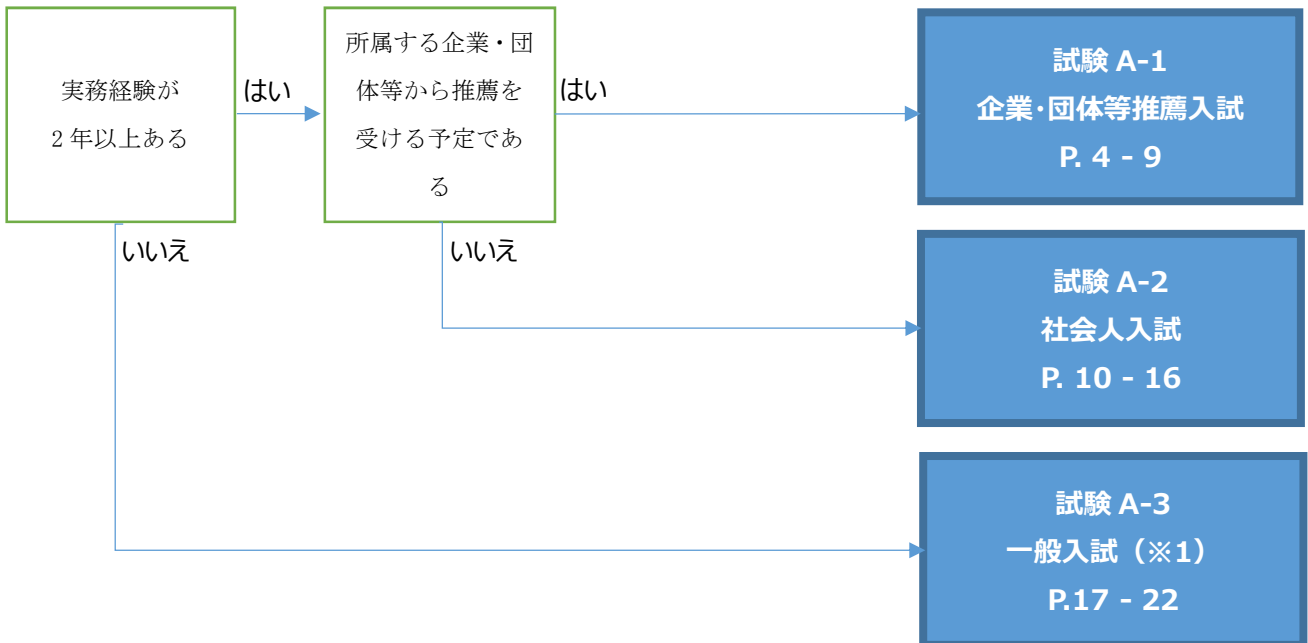 実務経験が
2年以上ある
はい
所属する企業・団
体等から推薦を
受ける予定であ
る
はい
試験 A-1
企業・団体等推薦入試
P. 4 - 9
いいえ
いいえ
試験 A-2
社会人入試
P. 10 - 16
試験 A-3
一般入試（※1）
P.17 - 22